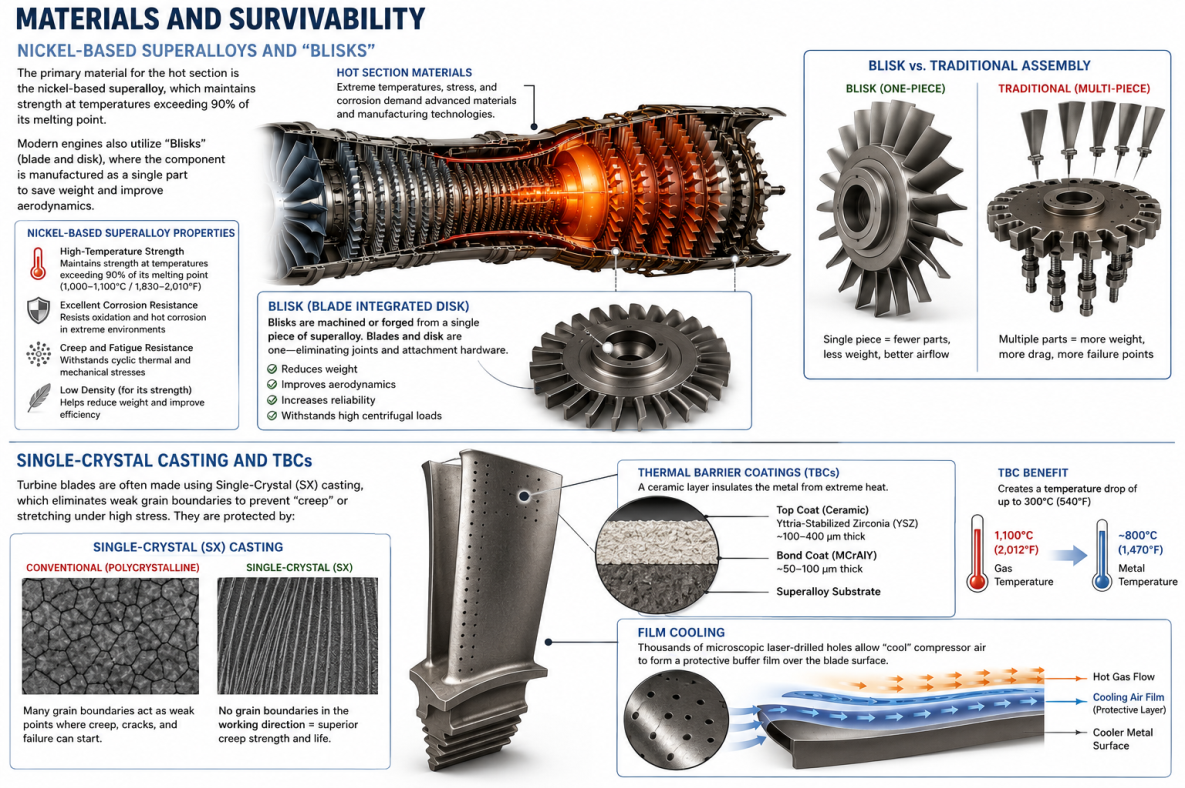 MATERIALS AND SURVIVABILITY
NICKEL-BASED SUPERALLOYS AND “BLISKS”
The primary material for the hot section is
the nickel-based superalloy, which maintains
strength at temperatures exceeding 90% of
its melting point.
Modern engines also utilize “Blisks”
(blade and disk), where the component
is manufactured as a single part
to save weight and improve
aerodynamics.
NICKEL-BASED SUPERALLOY PROPERTIES
High-Temperature Strength
Maintains strength at temperatures
exceeding 90% of its melting point
(1,000–1,100°C / 1,830–2,010°F)
Excellent Corrosion Resistance
Resists oxidation and hot corrosion
in extreme environments
Creep and Fatigue Resistance
Withstands cyclic thermal and
mechanical stresses
Low Density (for its strength)
Helps reduce weight and improve
efficiency
HOT SECTION MATERIALS
Extreme temperatures, stress, and
corrosion demand advanced materials
and manufacturing technologies.
BLISK (BLADE INTEGRATED DISK)
Blisks are machined or forged from a single
piece of superalloy. Blades and disk are
one—eliminating joints and attachment hardware.
Reduces weight
Improves aerodynamics
Increases reliability
Withstands high centrifugal loads
BLISK vs. TRADITIONAL ASSEMBLY
BLISK (ONE-PIECE)
Single piece = fewer parts,
less weight, better airflow
TRADITIONAL (MULTI-PIECE)
Multiple parts = more weight,
more drag, more failure points
SINGLE-CRYSTAL CASTING AND TBCs
Turbine blades are often made using Single-Crystal (SX) casting,
which eliminates weak grain boundaries to prevent “creep” or
stretching under high stress. They are protected by:
SINGLE-CRYSTAL (SX) CASTING
CONVENTIONAL (POLYCRYSTALLINE)
Many grain boundaries act as weak
points where creep, cracks, and
failure can start.
SINGLE-CRYSTAL (SX)
No grain boundaries in the
working direction = superior
creep strength and life.
THERMAL BARRIER COATINGS (TBCs)
A ceramic layer insulates the metal from extreme heat.
Top Coat (Ceramic)
Yttria-Stabilized Zirconia (YSZ)
~100–400 μm thick
Bond Coat (MCrAlY)
~50–100 μm thick
Superalloy Substrate
TBC BENEFIT
Creates a temperature drop of
up to 300°C (540°F)
1,100°C
(2,012°F)
Gas
Temperature
~800°C
(1,470°F)
Metal
Temperature
FILM COOLING
Thousands of microscopic laser-drilled holes allow “cool” compressor air
to form a protective buffer film over the blade surface.
Hot Gas Flow
Cooling Air Film
(Protective Layer)
Cooler Metal
Surface